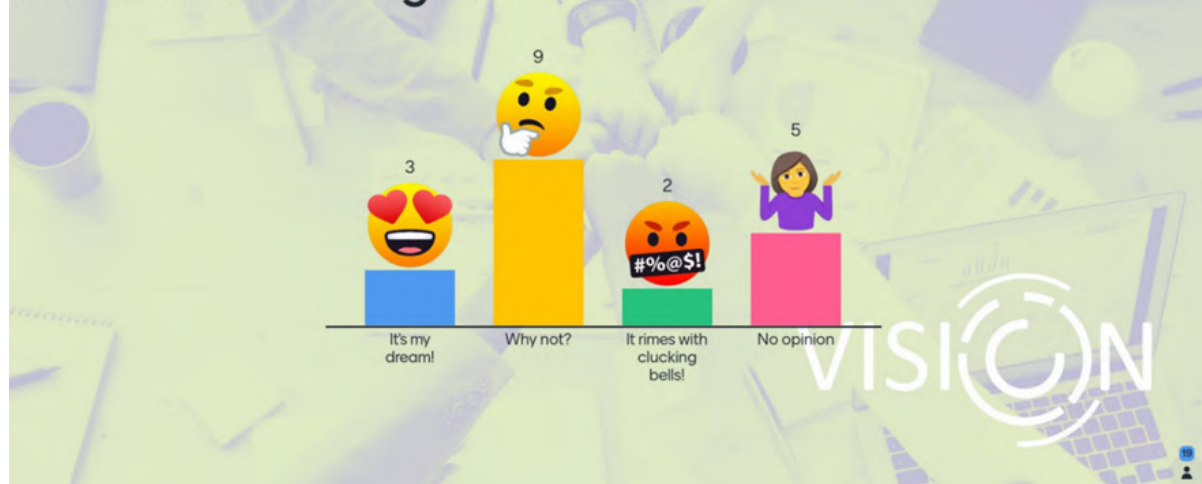 9
5
3
2
#%@$!
It's my
dream!
Why not?
It rimes with
clucking
bells!
No opinion
VISION
19